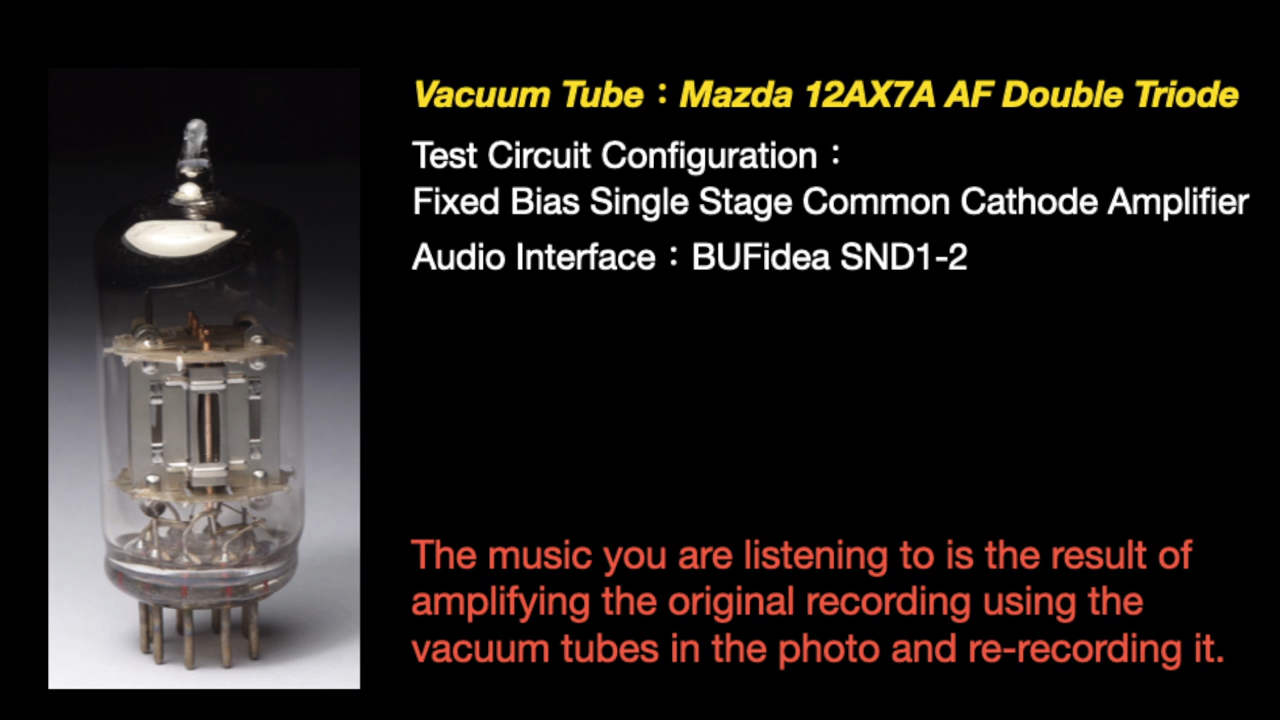 Vacuum Tube：Mazda 12AX7A AF Double Triode
Test Circuit Configuration：
Fixed Bias Single Stage Common Cathode Amplifier
Audio Interface：BUFidea SND1-2
The music you are listening to is the result of
amplifying the original recording using the
vacuum tubes in the photo and re-recording it.